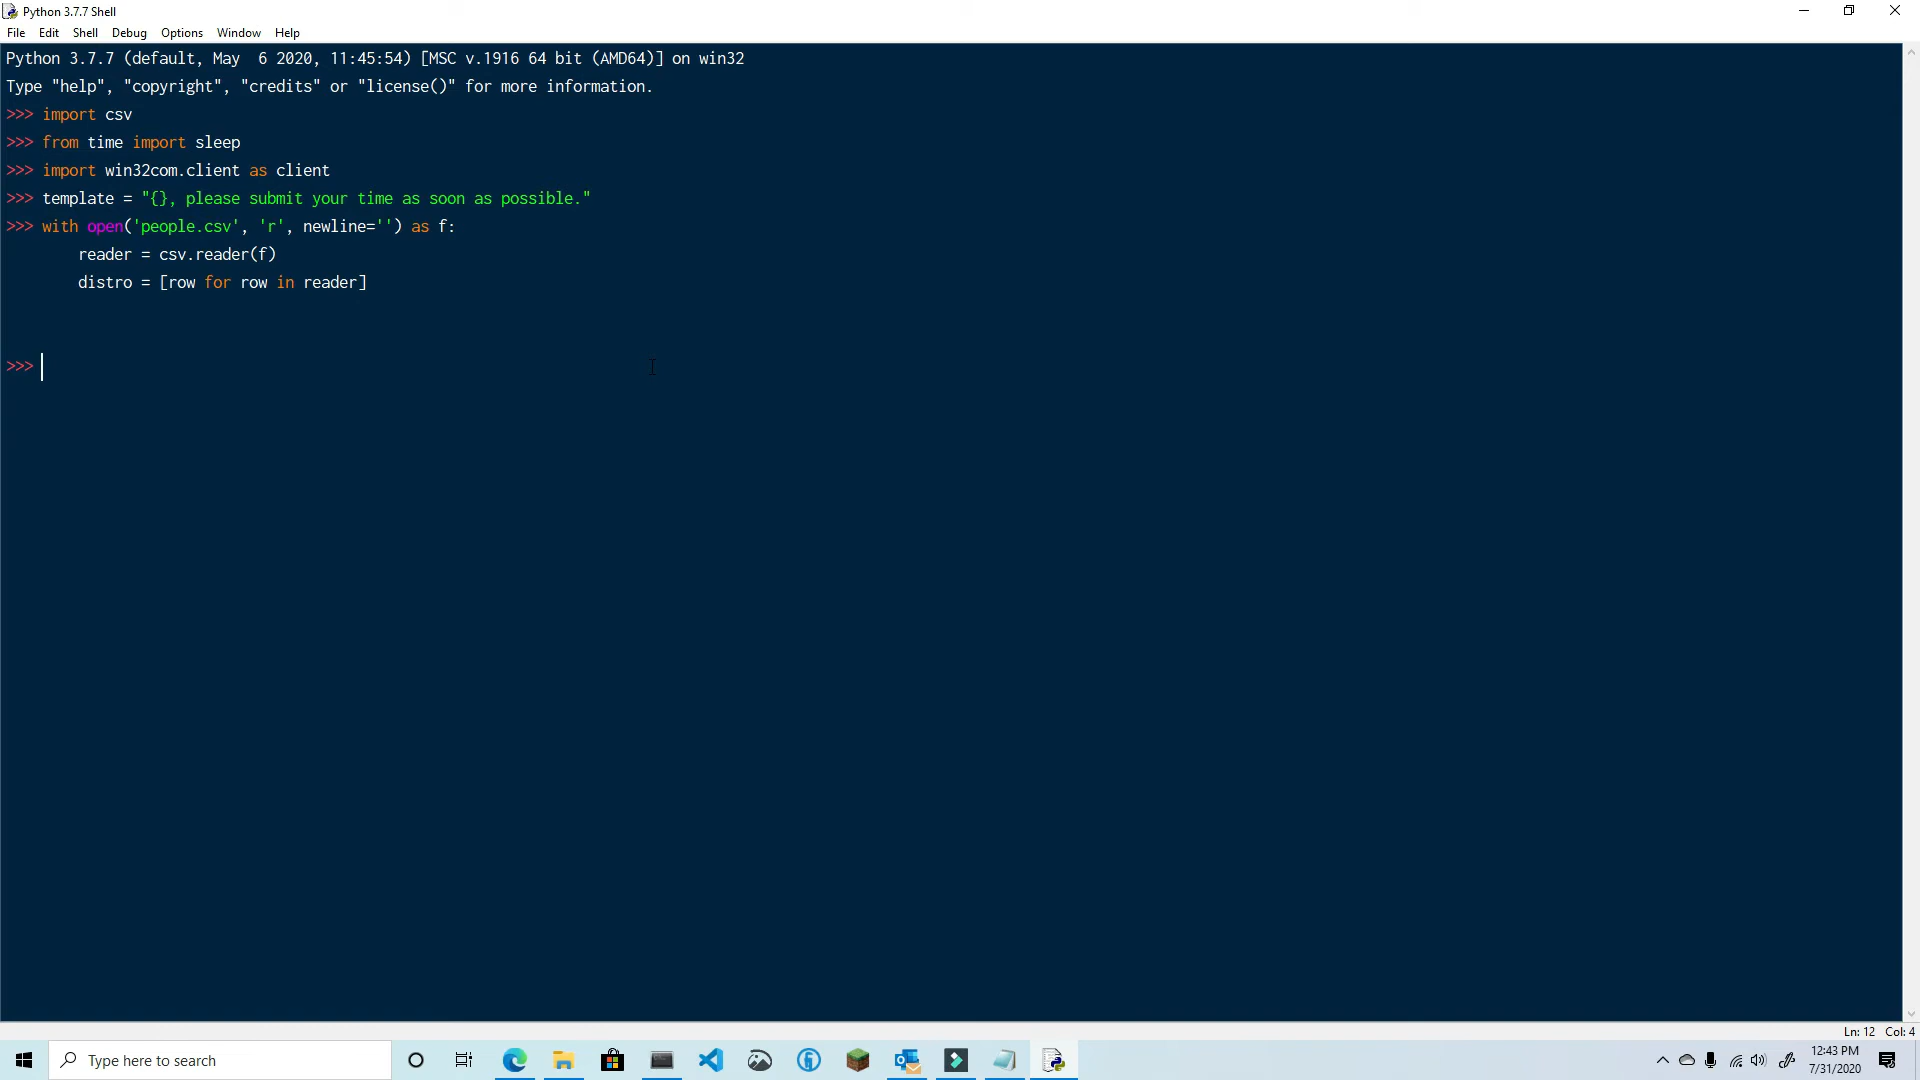 Python 3.7.7 Shell
File Edit Shell Debug Options Window Help
Python 3.7.7 (default, May  6 2020, 11:45:54) [MSC v.1916 64 bit (AMD64)] on win32
Type "help", "copyright", "credits" or "license()" for more information.
>>> import csv
>>> from time import sleep
>>> import win32com.client as client
>>> template = "{}, please submit your time as soon as possible."
>>> with open('people.csv', 'r', newline='') as f:
        reader = csv.reader(f)
        distro = [row for row in reader]
>>>
Ln: 12 Col: 4
Type here to search
12:43 PM
7/31/2020